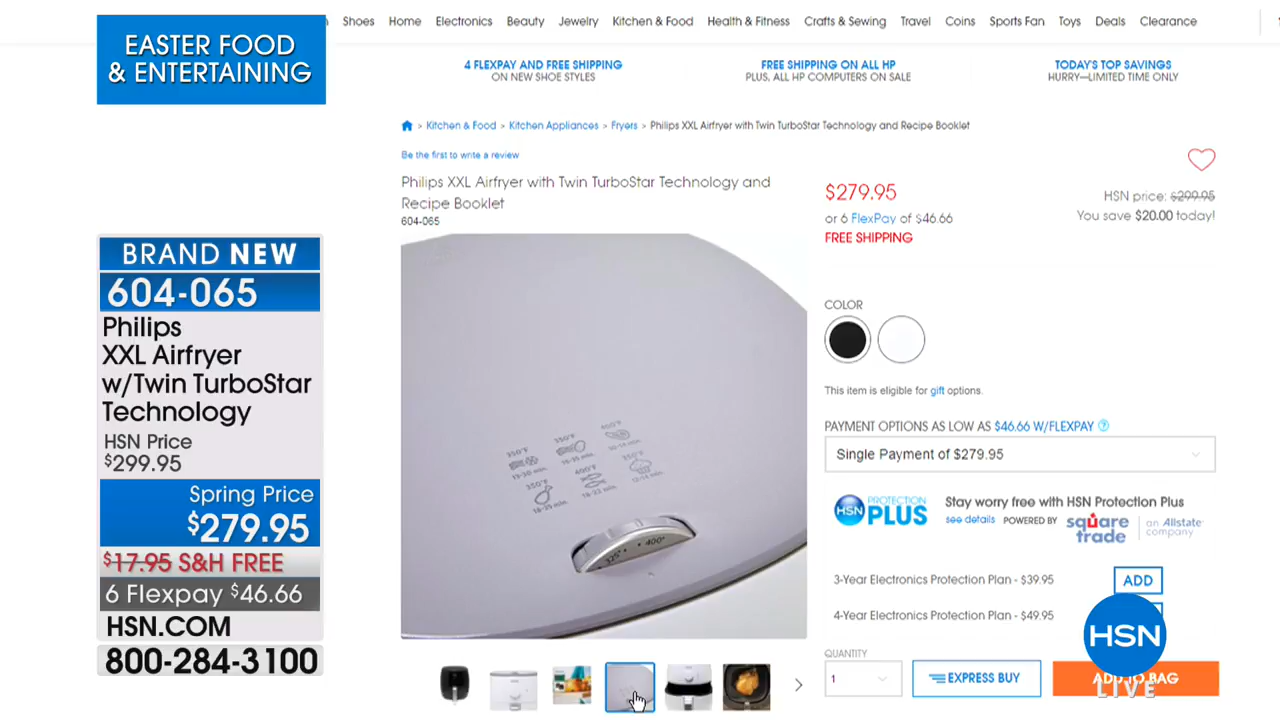 Shoes Home Electronics Beauty Jewelry Kitchen & Food Health & Fitness Crafts & Sewing Travel Coins Sports Fan Toys Deals Clearance
EASTER FOOD
& ENTERTAINING
4 FLEXPAY AND FREE SHIPPING
ON NEW SHOE STYLES
FREE SHIPPING ON ALL HP
PLUS, ALL HP COMPUTERS ON SALE
TODAY'S TOP SAVINGS
HURRY—LIMITED TIME ONLY
> Kitchen & Food > Kitchen Appliances > Fryers > Philips XXL Airfryer with Twin TurboStar Technology and Recipe Booklet
Be the first to write a review
Philips XXL Airfryer with Twin TurboStar Technology and
Recipe Booklet
604-065
$279.95
or 6 FlexPay of $46.66
FREE SHIPPING
HSN price: $299.95
You save $20.00 today!
BRAND NEW
604-065
Philips
XXL Airfryer
w/Twin TurboStar
Technology
HSN Price
$299.95
Spring Price
$279.95
$17.95 S&H FREE
6 Flexpay $46.66
HSN.COM
800-284-3100
350°F
400°F
350°F
400°F
350°F
325° 400°
COLOR
This item is eligible for gift options.
PAYMENT OPTIONS AS LOW AS $46.66 W/FLEXPAY ?
Single Payment of $279.95
HSN PROTECTION
PLUS
Stay worry free with HSN Protection Plus
see details POWERED BY
square
trade
an Allstate
company
3-Year Electronics Protection Plan - $39.95
ADD
4-Year Electronics Protection Plan - $49.95
HSN
LIVE
QUANTITY
1
EXPRESS BUY
ADD TO BAG